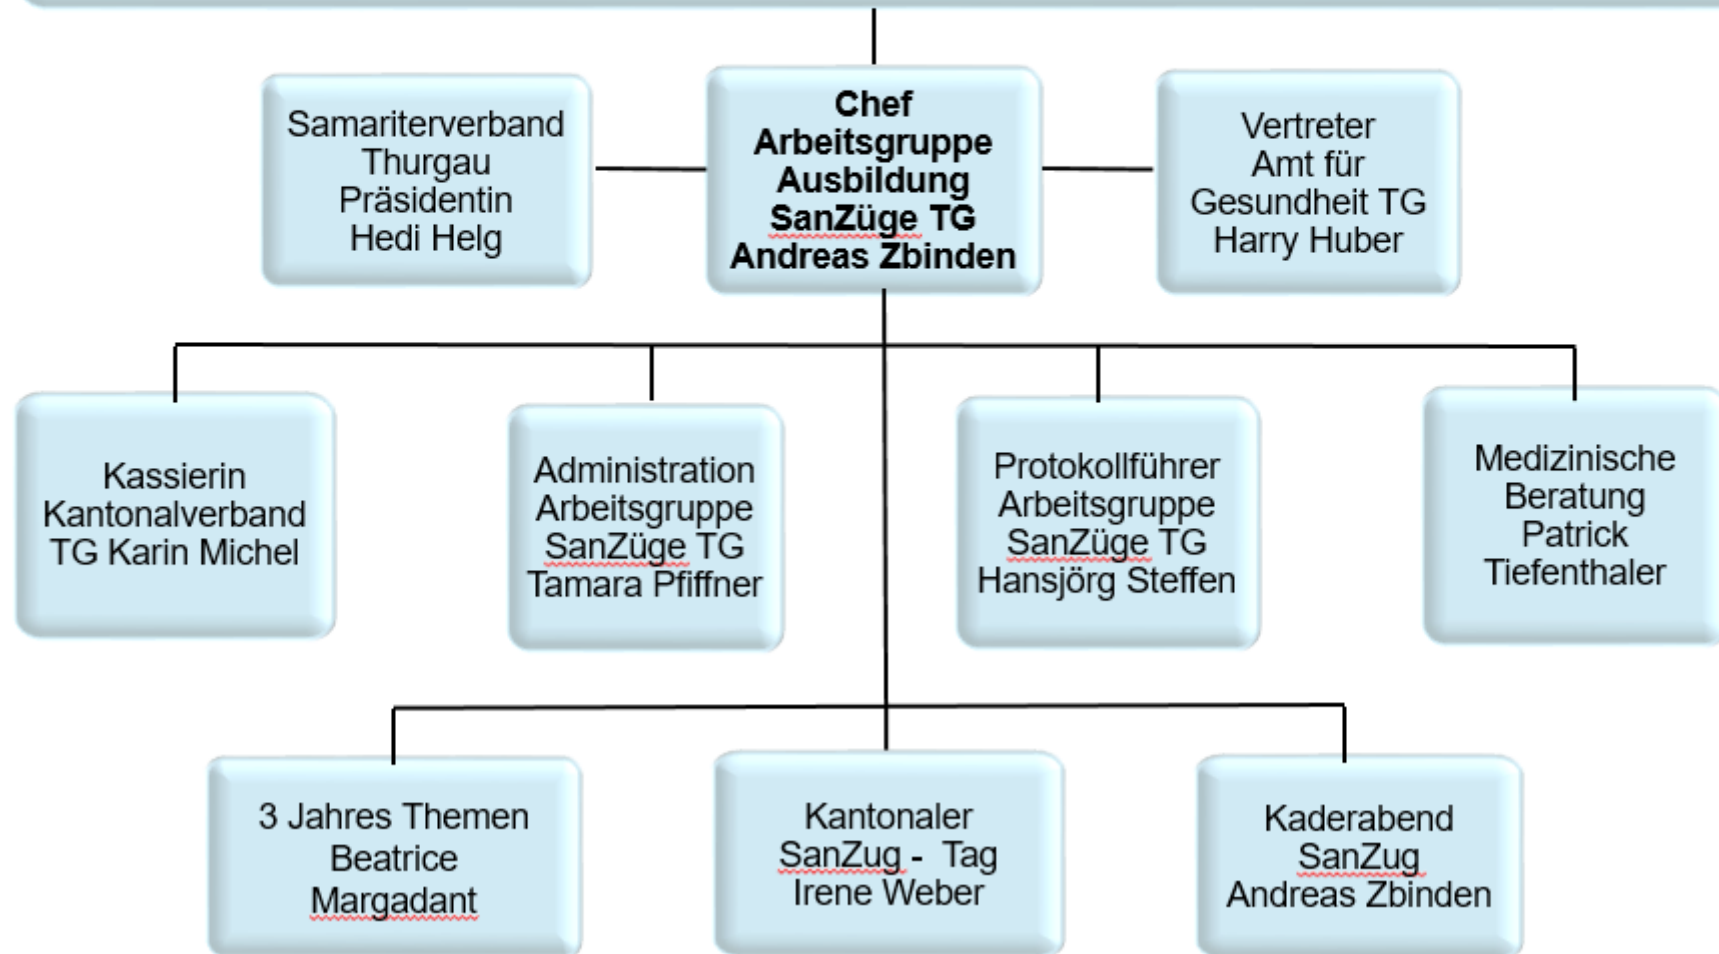 Samariterverband
Thurgau
Präsidentin
Hedi Helg
Chef
Arbeitsgruppe
Ausbildung
SanZüge TG
Andreas Zbinden
Vertreter
Amt für
Gesundheit TG
Harry Huber
Kassierin
Kantonalverband
TG Karin Michel
Administration
Arbeitsgruppe
SanZüge TG
Tamara Pfiffner
Protokollführer
Arbeitsgruppe
SanZüge TG
Hansjörg Steffen
Medizinische
Beratung
Patrick
Tiefenthaler
3 Jahres Themen
Beatrice
Margadant
Kantonaler
SanZug -  Tag
Irene Weber
Kaderabend
SanZug
Andreas Zbinden